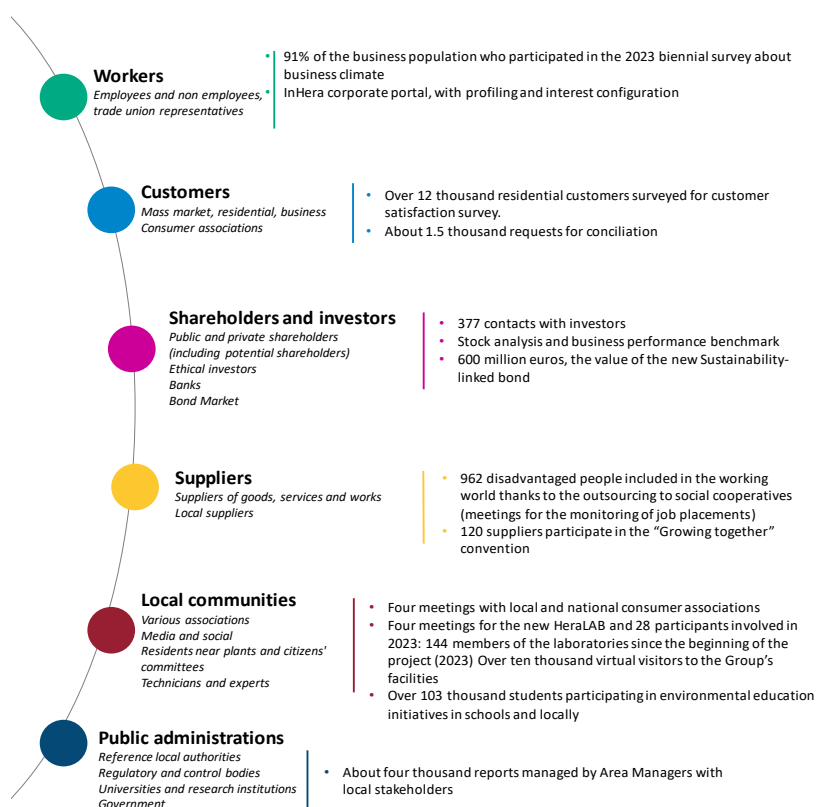 Workers
Employees and non employees,
trade union representatives
• 91% of the business population who participated in the 2023 biennial survey about
business climate
• InHera corporate portal, with profiling and interest configuration
Customers
Mass market, residential, business
Consumer associations
• Over 12 thousand residential customers surveyed for customer
satisfaction survey.
• About 1.5 thousand requests for conciliation
Shareholders and investors
Public and private shareholders
(including potential shareholders)
Ethical investors
Banks
Bond Market
• 377 contacts with investors
• Stock analysis and business performance benchmark
• 600 million euros, the value of the new Sustainability-
linked bond
Suppliers
Suppliers of goods, services and works
Local suppliers
• 962 disadvantaged people included in the working
world thanks to the outsourcing to social cooperatives
(meetings for the monitoring of job placements)
• 120 suppliers participate in the “Growing together”
convention
Local communities
Various associations
Media and social
Residents near plants and citizens'
committees
Technicians and experts
• Four meetings with local and national consumer associations
• Four meetings for the new HeraLAB and 28 participants involved in
2023: 144 members of the laboratories since the beginning of the
project (2023) Over ten thousand virtual visitors to the Group’s
facilities
• Over 103 thousand students participating in environmental education
initiatives in schools and locally
Public administrations
Reference local authorities
Regulatory and control bodies
Universities and research institutions
Government
• About four thousand reports managed by Area Managers with
local stakeholders